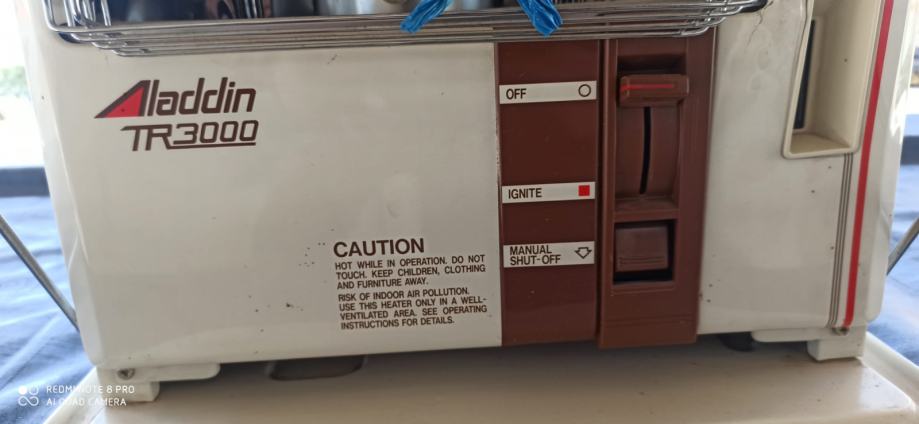 Aladdin
TR3000
OFF
IGNITE
MANUAL
SHUT-OFF
CAUTION
HOT WHILE IN OPERATION. DO NOT
TOUCH. KEEP CHILDREN, CLOTHING
AND FURNITURE AWAY.
RISK OF INDOOR AIR POLLUTION.
USE THIS HEATER ONLY IN A WELL-
VENTILATED AREA. SEE OPERATING
INSTRUCTIONS FOR DETAILS.
REDMI NOTE 8 PRO
AI QUAD CAMERA